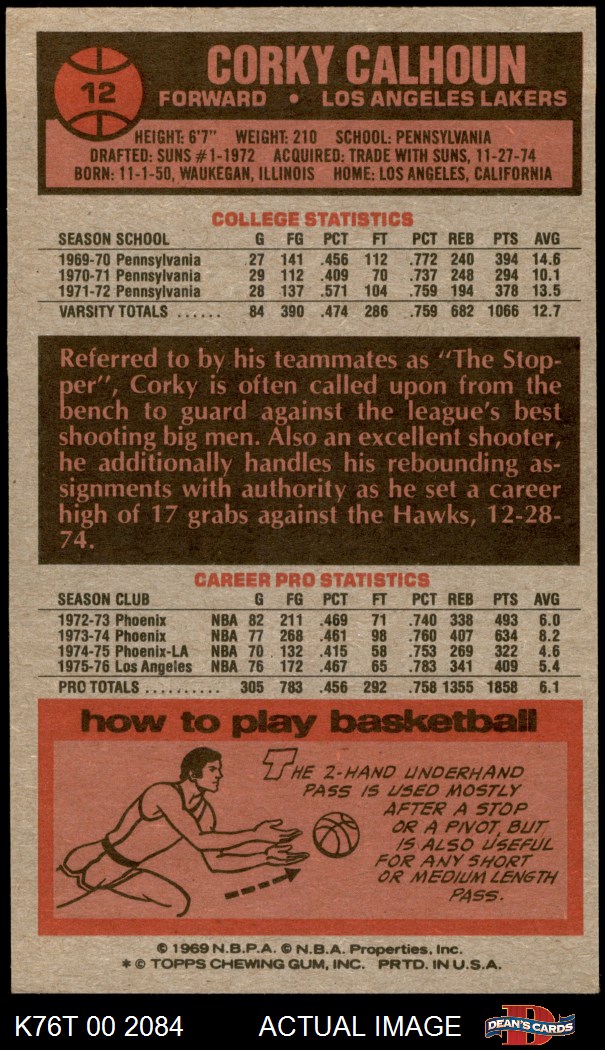 12
CORKY CALHOUN
FORWARD • LOS ANGELES LAKERS
HEIGHT: 6'7" WEIGHT: 210 SCHOOL: PENNSYLVANIA
DRAFTED: SUNS #1-1972 ACQUIRED: TRADE WITH SUNS, 11-27-74
BORN: 11-1-50, WAUKEGAN, ILLINOIS HOME: LOS ANGELES, CALIFORNIA
COLLEGE STATISTICS
SEASON SCHOOL G FG PCT FT PCT REB PTS AVG
1969-70 Pennsylvania 27 141 .456 112 .772 240 394 14.6
1970-71 Pennsylvania 29 112 .409 70 .737 248 294 10.1
1971-72 Pennsylvania 28 137 .571 104 .759 194 378 13.5
VARSITY TOTALS ...... 84 390 .474 286 .759 682 1066 12.7
Referred to by his teammates as "The Stop-
per", Corky is often called upon from the
bench to guard against the league's best
shooting big men. Also an excellent shooter,
he additionally handles his rebounding as-
signments with authority as he set a career
high of 17 grabs against the Hawks, 12-28-
74.
CAREER PRO STATISTICS
SEASON CLUB G FG PCT FT PCT REB PTS AVG
1972-73 Phoenix NBA 82 211 .469 71 .740 338 493 6.0
1973-74 Phoenix NBA 77 268 .461 98 .760 407 634 8.2
1974-75 Phoenix-LA NBA 70 132 .415 58 .753 269 322 4.6
1975-76 Los Angeles NBA 76 172 .467 65 .783 341 409 5.4
PRO TOTALS .......... 305 783 .456 292 .758 1355 1858 6.1
how to play basketball
THE 2-HAND UNDERHAND
PASS IS USED MOSTLY
AFTER A STOP
OR A PIVOT, BUT
IS ALSO USEFUL
FOR ANY SHORT
OR MEDIUM LENGTH
PASS.
© 1969 N.B.P.A. © N.B.A. Properties, Inc.
* © TOPPS CHEWING GUM, INC. PRTD. IN U.S.A.
K76T 00 2084 ACTUAL IMAGE
D
DEAN'S CARDS